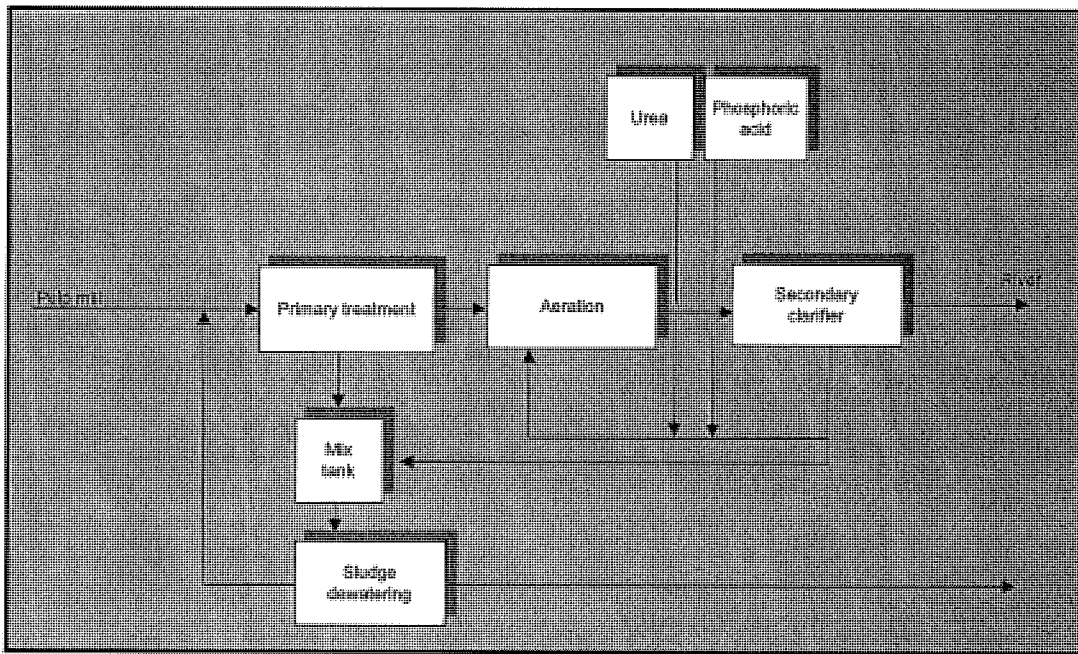 Urea
Phosphoric
acid
Pulp mill
Primary treatment
Aeration
Secondary
clarifier
River
Mix
tank
Sludge
dewatering